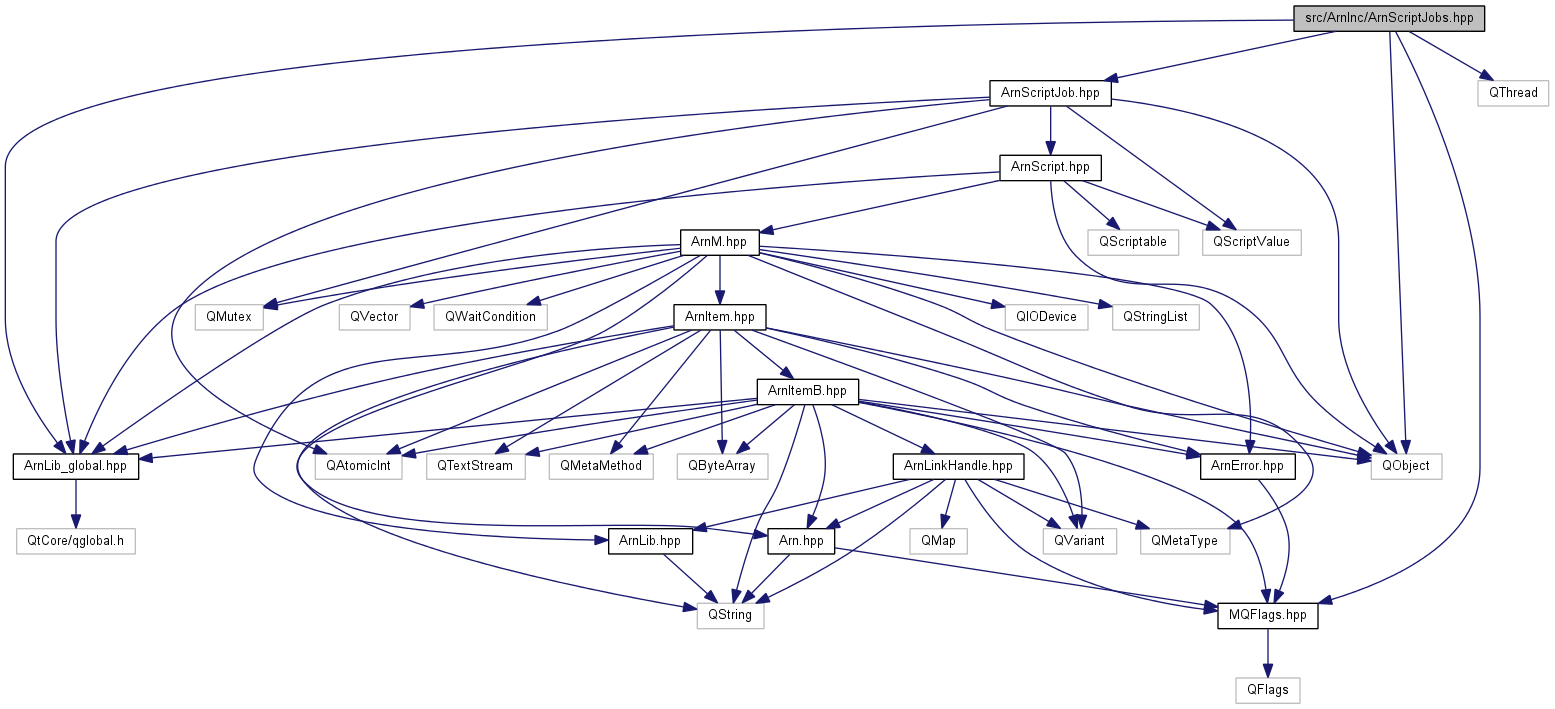 src/ArnInc/ArnScriptJobs.hpp
ArnScriptJob.hpp
QThread
ArnScript.hpp
ArnM.hpp
QScriptable
QScriptValue
QMutex
QVector
QWaitCondition
ArnItem.hpp
QIODevice
QStringList
ArnItemB.hpp
ArnLib_global.hpp
QAtomicInt
QTextStream
QMetaMethod
QByteArray
ArnLinkHandle.hpp
ArnError.hpp
QObject
QtCore/qglobal.h
ArnLib.hpp
Arn.hpp
QMap
QVariant
QMetaType
QString
MQFlags.hpp
QFlags